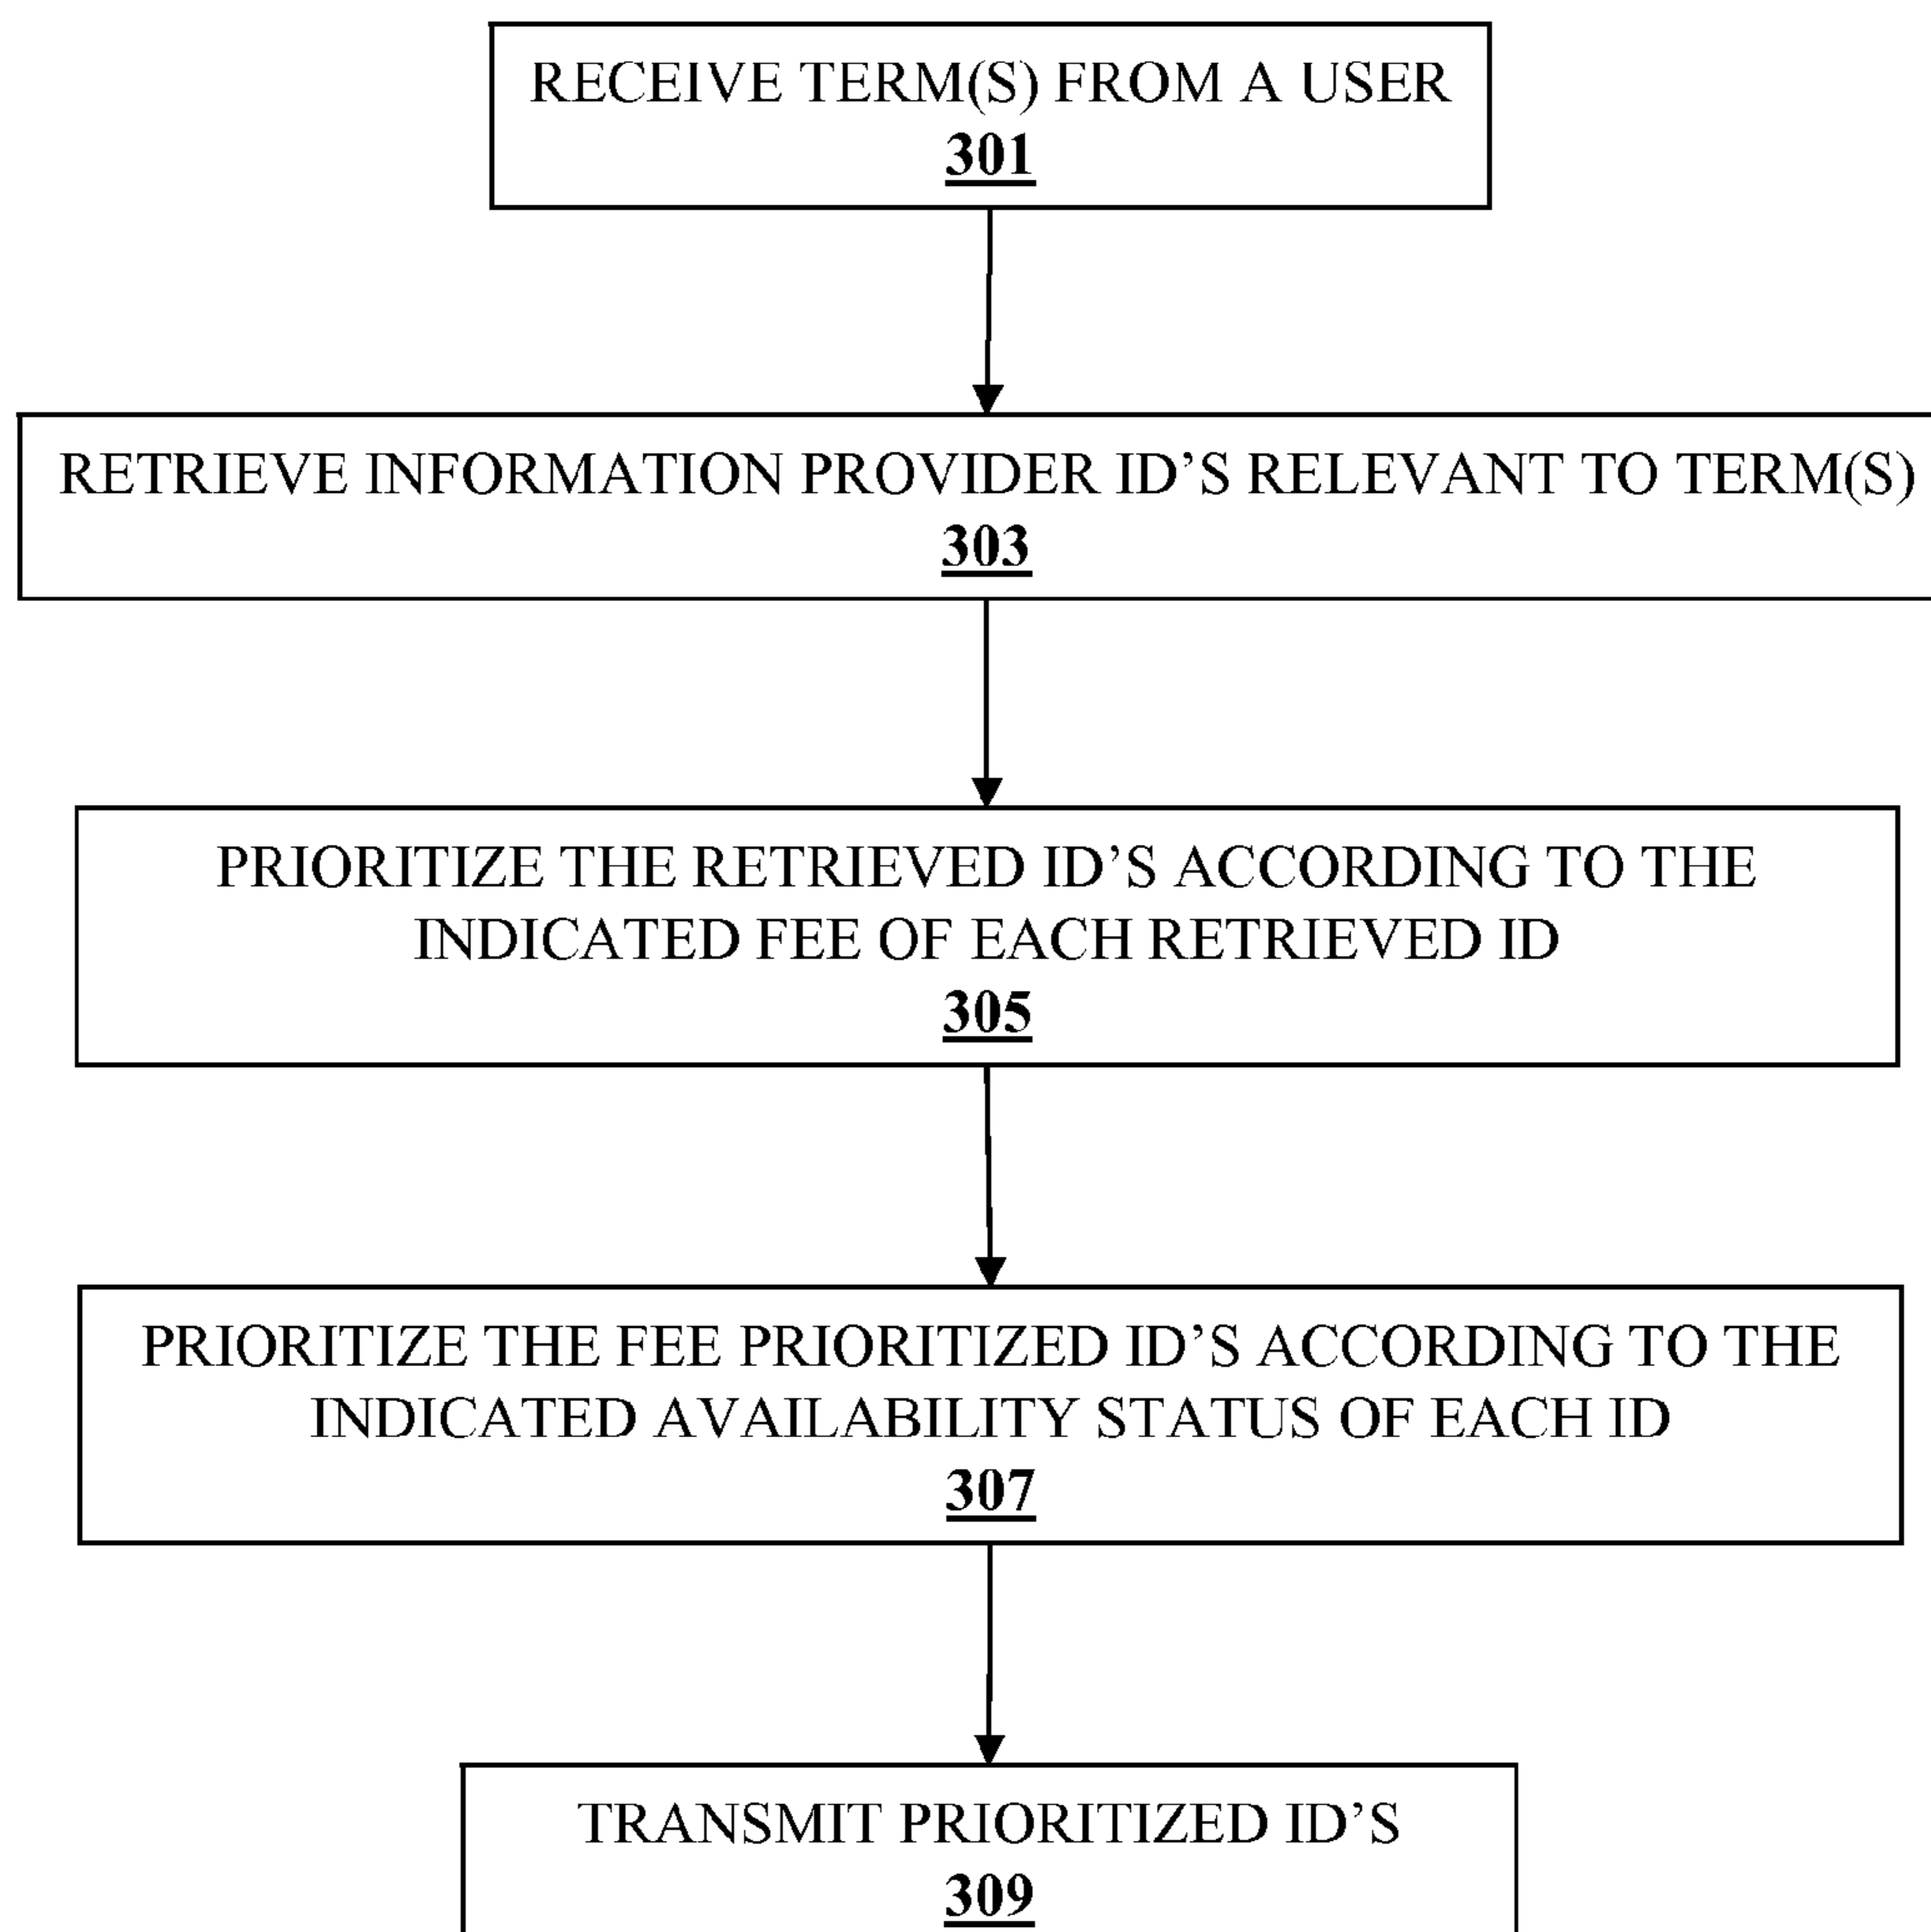 RECEIVE TERM(S) FROM A USER
301
RETRIEVE INFORMATION PROVIDER ID’S RELEVANT TO TERM(S)
303
PRIORITIZE THE RETRIEVED ID’S ACCORDING TO THE
INDICATED FEE OF EACH RETRIEVED ID
305
PRIORITIZE THE FEE PRIORITIZED ID’S ACCORDING TO THE
INDICATED AVAILABILITY STATUS OF EACH ID
307
TRANSMIT PRIORITIZED ID’S
309